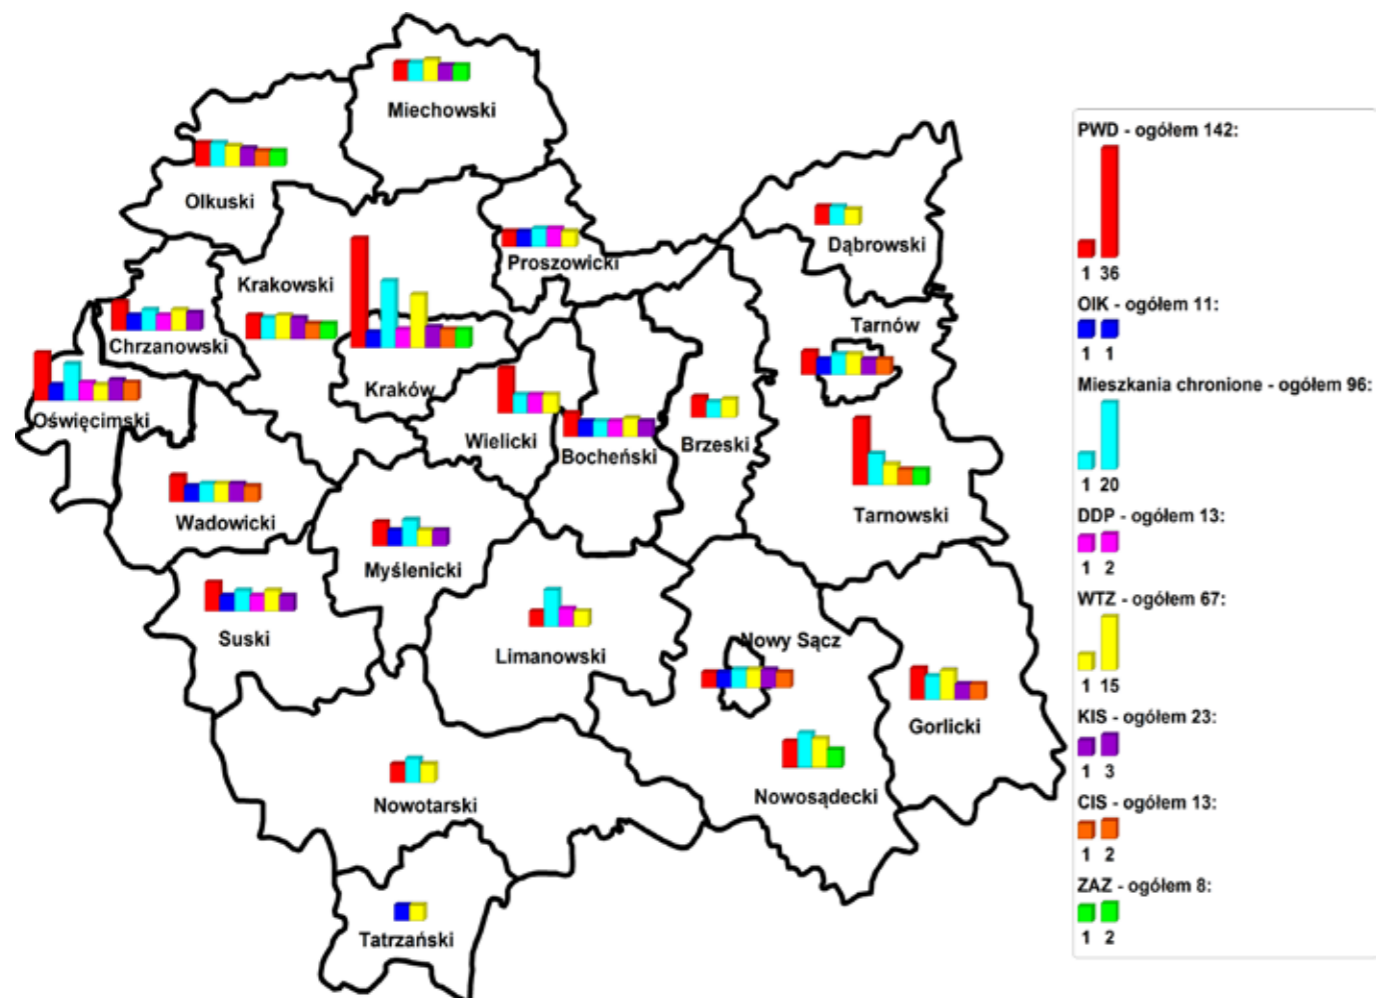 Miechowski
Olkuski
Dąbrowski
Proszowicki
Krakowski
Tarnów
Chrzanowski
Kraków
Oświęcimski
Wielicki
Bocheński
Brzeski
Wadowicki
Tarnowski
Myślenicki
Suski
Limanowski
Nowy Sącz
Gorlicki
Nowosądecki
Nowotarski
Tatrzański
PWD - ogółem 142:
1 36
OIK - ogółem 11:
1 1
Mieszkania chronione - ogółem 96:
1 20
DDP - ogółem 13:
1 2
WTZ - ogółem 67:
1 15
KIS - ogółem 23:
1 3
CIS - ogółem 13:
1 2
ZAZ - ogółem 8:
1 2